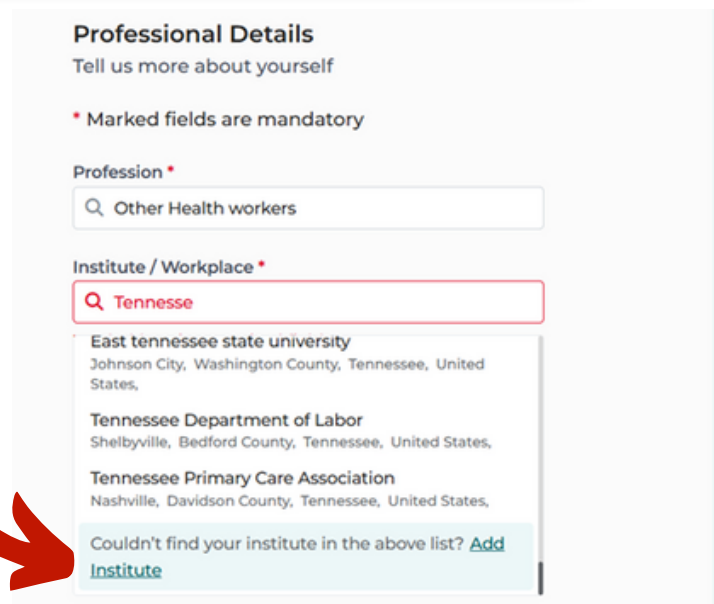 Professional Details
Tell us more about yourself
* Marked fields are mandatory
Profession *
Other Health workers
Institute / Workplace *
Tennesse
East tennessee state university
Johnson City, Washington County, Tennessee, United
States,
Tennessee Department of Labor
Shelbyville, Bedford County, Tennessee, United States,
Tennessee Primary Care Association
Nashville, Davidson County, Tennessee, United States,
Couldn't find your institute in the above list? Add
Institute